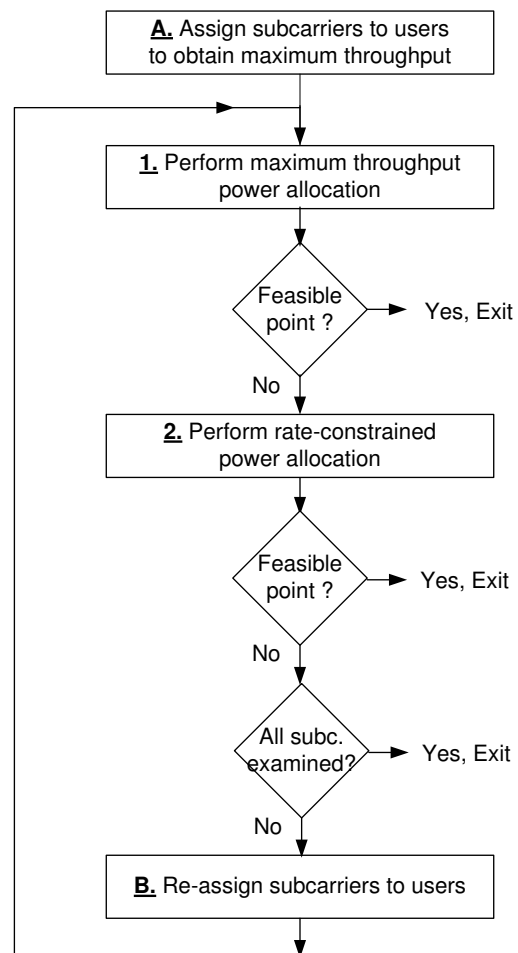 A. Assign subcarriers to users
to obtain maximum throughput
1. Perform maximum throughput
power allocation
Feasible
point ?
Yes, Exit
No
2. Perform rate-constrained
power allocation
Feasible
point ?
Yes, Exit
No
All subc.
examined?
Yes, Exit
No
B. Re-assign subcarriers to users